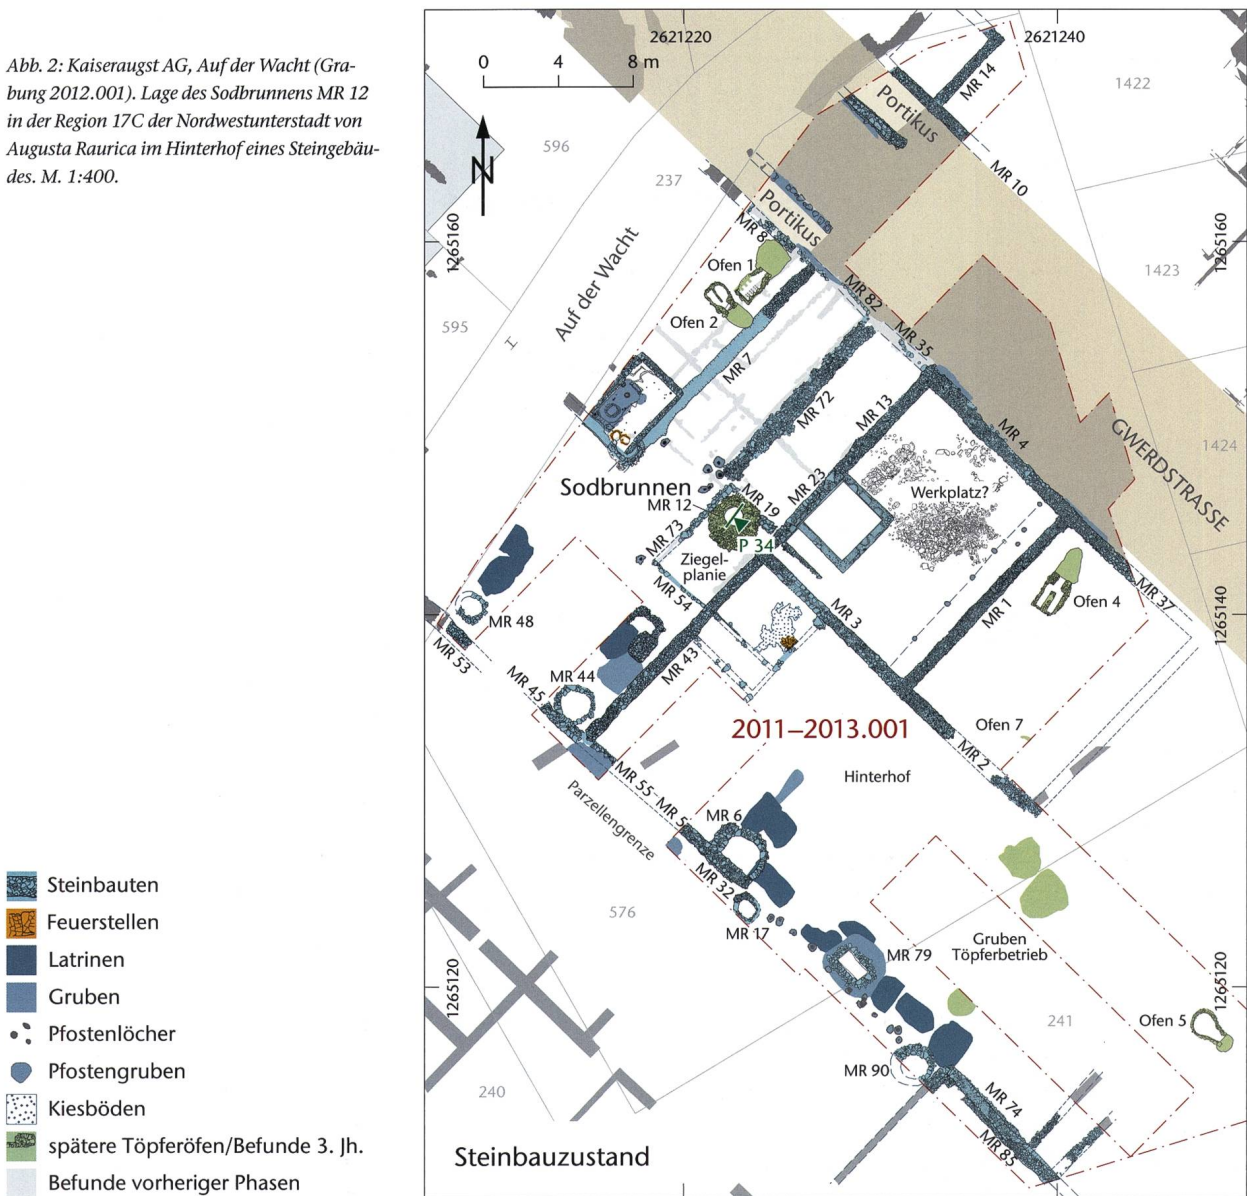 Abb. 2: Kaiseraugst AG, Auf der Wacht (Gra-
bung 2012.001). Lage des Sodbrunnens MR 12
in der Region 17C der Nordwestunterstadt von
Augusta Raurica im Hinterhof eines Steingebäu-
des. M. 1:400.
2621220
2621240
0 4 8 m
N
1422
596
237
1423
595
1424
Portikus
MR 14
MR 10
Portikus
MR 8
1265160
1265160
Auf der Wacht
Ofen 1
Ofen 2
MR 82
MR 35
MR 7
MR 72
MR 13
MR 4
GWERDSTRASSE
Sodbrunnen
MR 12
MR 19
MR 23
Werkplatz?
P 34
MR 73
Ziegel-
planie
MR 54
MR 1
Ofen 4
MR 37
MR 3
1265140
MR 48
MR 53
MR 43
MR 44
MR 45
2011–2013.001
Ofen 7
MR 2
Hinterhof
MR 55
MR 5
Parzellengrenze
MR 6
MR 32
MR 17
576
MR 79
Gruben
Töpferbetrieb
1265120
1265120
241
Ofen 5
MR 90
MR 74
MR 85
240
Steinbauzustand
Steinbauten
Feuerstellen
Latrinen
Gruben
Pfostenlöcher
Pfostengruben
Kiesböden
spätere Töpferöfen/Befunde 3. Jh.
Befunde vorheriger Phasen